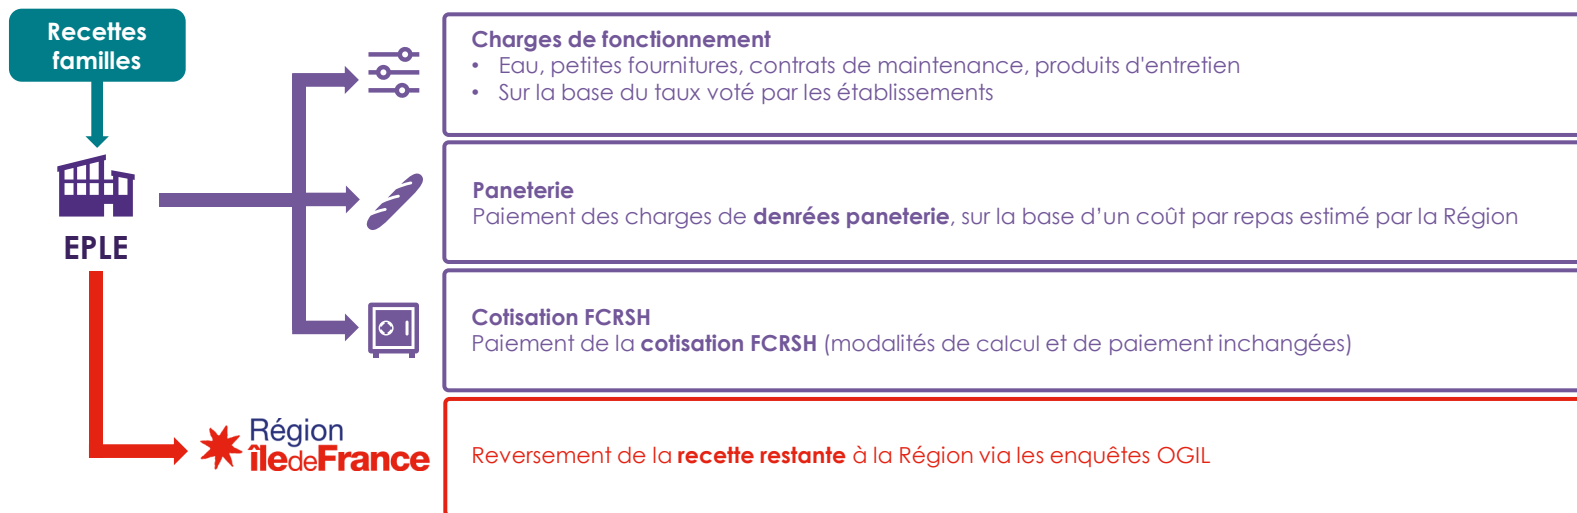 Recettes
familles
EPLE
Charges de fonctionnement
• Eau, petites fournitures, contrats de maintenance, produits d'entretien
• Sur la base du taux voté par les établissements
Paneterie
Paiement des charges de denrées paneterie, sur la base d’un coût par repas estimé par la Région
Cotisation FCRSH
Paiement de la cotisation FCRSH (modalités de calcul et de paiement inchangées)
Région
îledeFrance
Reversement de la recette restante à la Région via les enquêtes OGIL